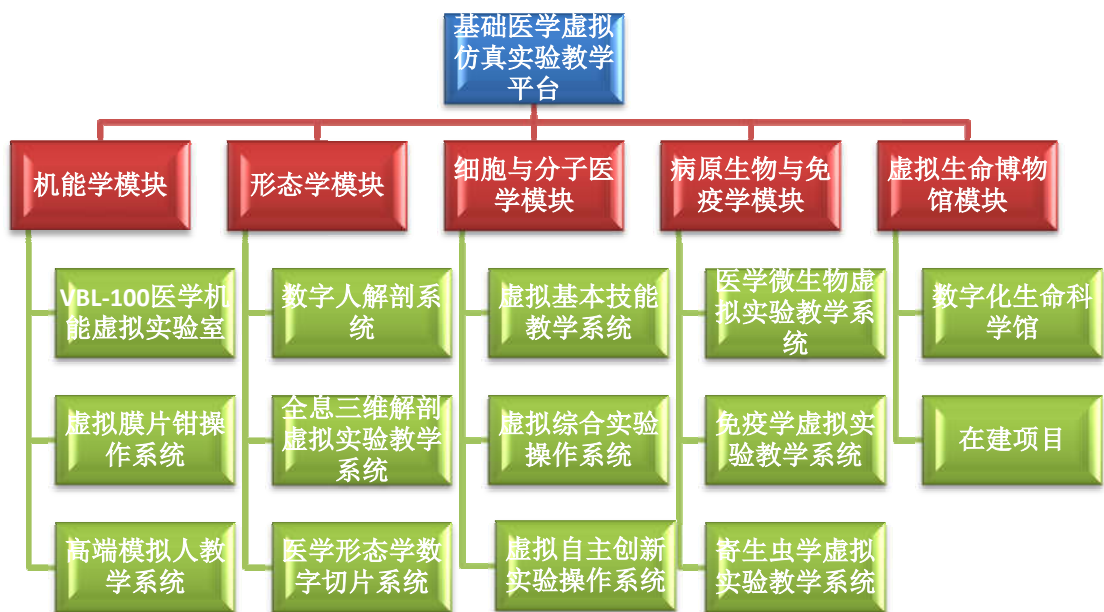 基础医学虚拟
仿真实验教学
平台
机能学模块
形态学模块
细胞与分子医
学模块
病原生物与免
疫学模块
虚拟生命博物
馆模块
VBL-100医学机
能虚拟实验室
数字人解剖系
统
虚拟基本技能
教学系统
医学微生物虚
拟实验教学系
统
数字化生命科
学馆
虚拟膜片钳操
作系统
全息三维解剖
虚拟实验教学
系统
虚拟综合实验
操作系统
免疫学虚拟实
验教学系统
在建项目
高端模拟人教
学系统
医学形态学数
字切片系统
虚拟自主创新
实验操作系统
寄生虫学虚拟
实验教学系统